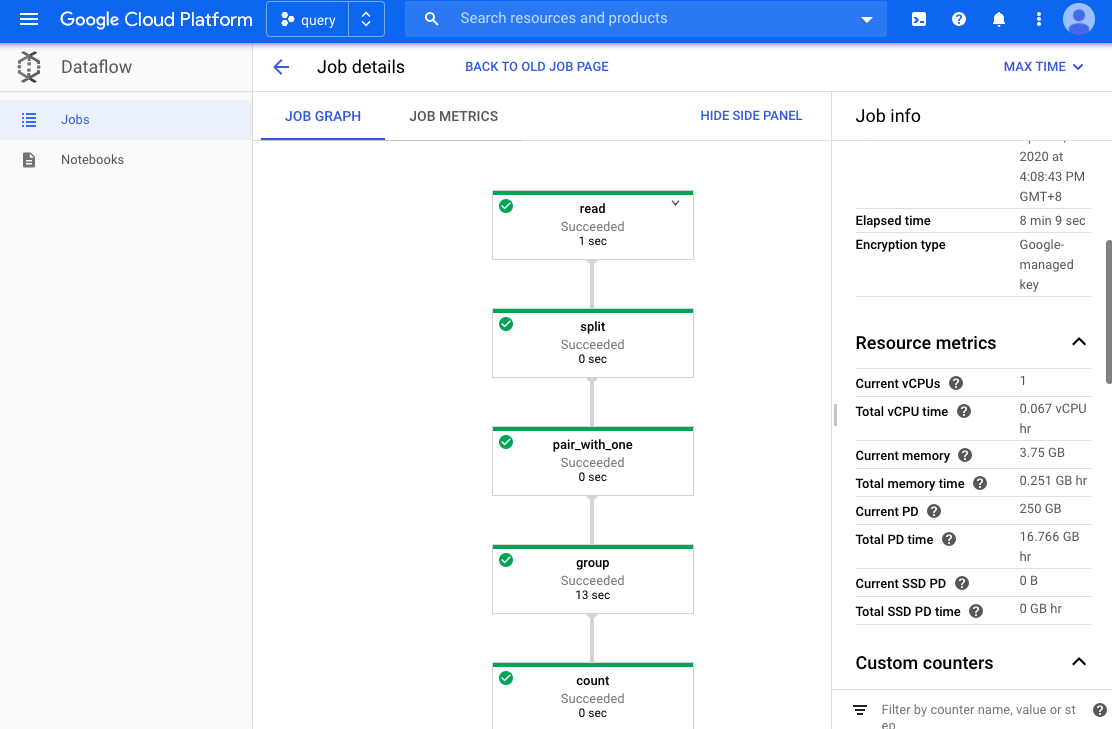 Google Cloud Platform
query
Search resources and products
Dataflow
Jobs
Notebooks
Job details
BACK TO OLD JOB PAGE
MAX TIME
JOB GRAPH
JOB METRICS
HIDE SIDE PANEL
read
Succeeded
1 sec
split
Succeeded
0 sec
pair_with_one
Succeeded
0 sec
group
Succeeded
13 sec
count
Succeeded
0 sec
Job info
2020 at
4:08:43 PM
GMT+8
Elapsed time
8 min 9 sec
Encryption type
Google-
managed
key
Resource metrics
Current vCPUs
1
Total vCPU time
0.067 vCPU
hr
Current memory
3.75 GB
Total memory time
0.251 GB hr
Current PD
250 GB
Total PD time
16.766 GB
hr
Current SSD PD
0 B
Total SSD PD time
0 GB hr
Custom counters
Filter by counter name, value or st
ep